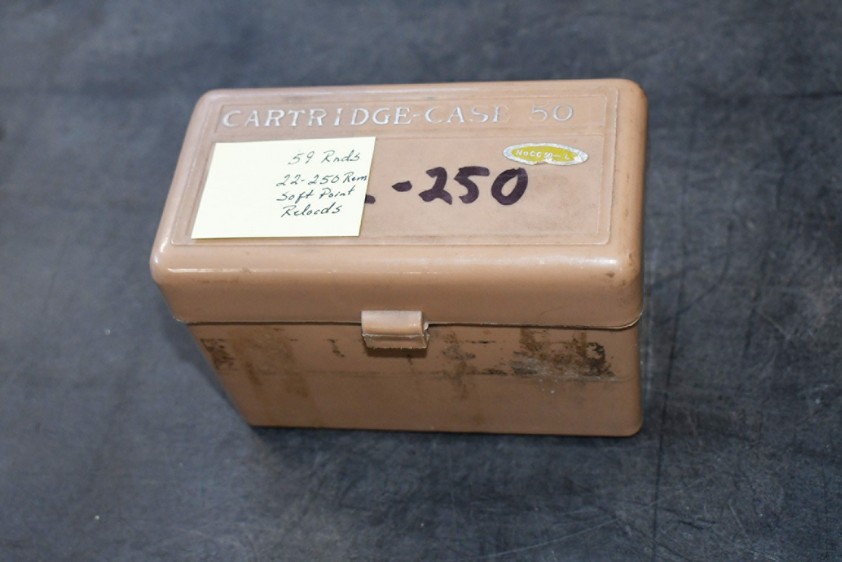 CARTRIDGE-CASE 50
59 Rnds
22-250 Rem
Soft Point
Reloads
-250